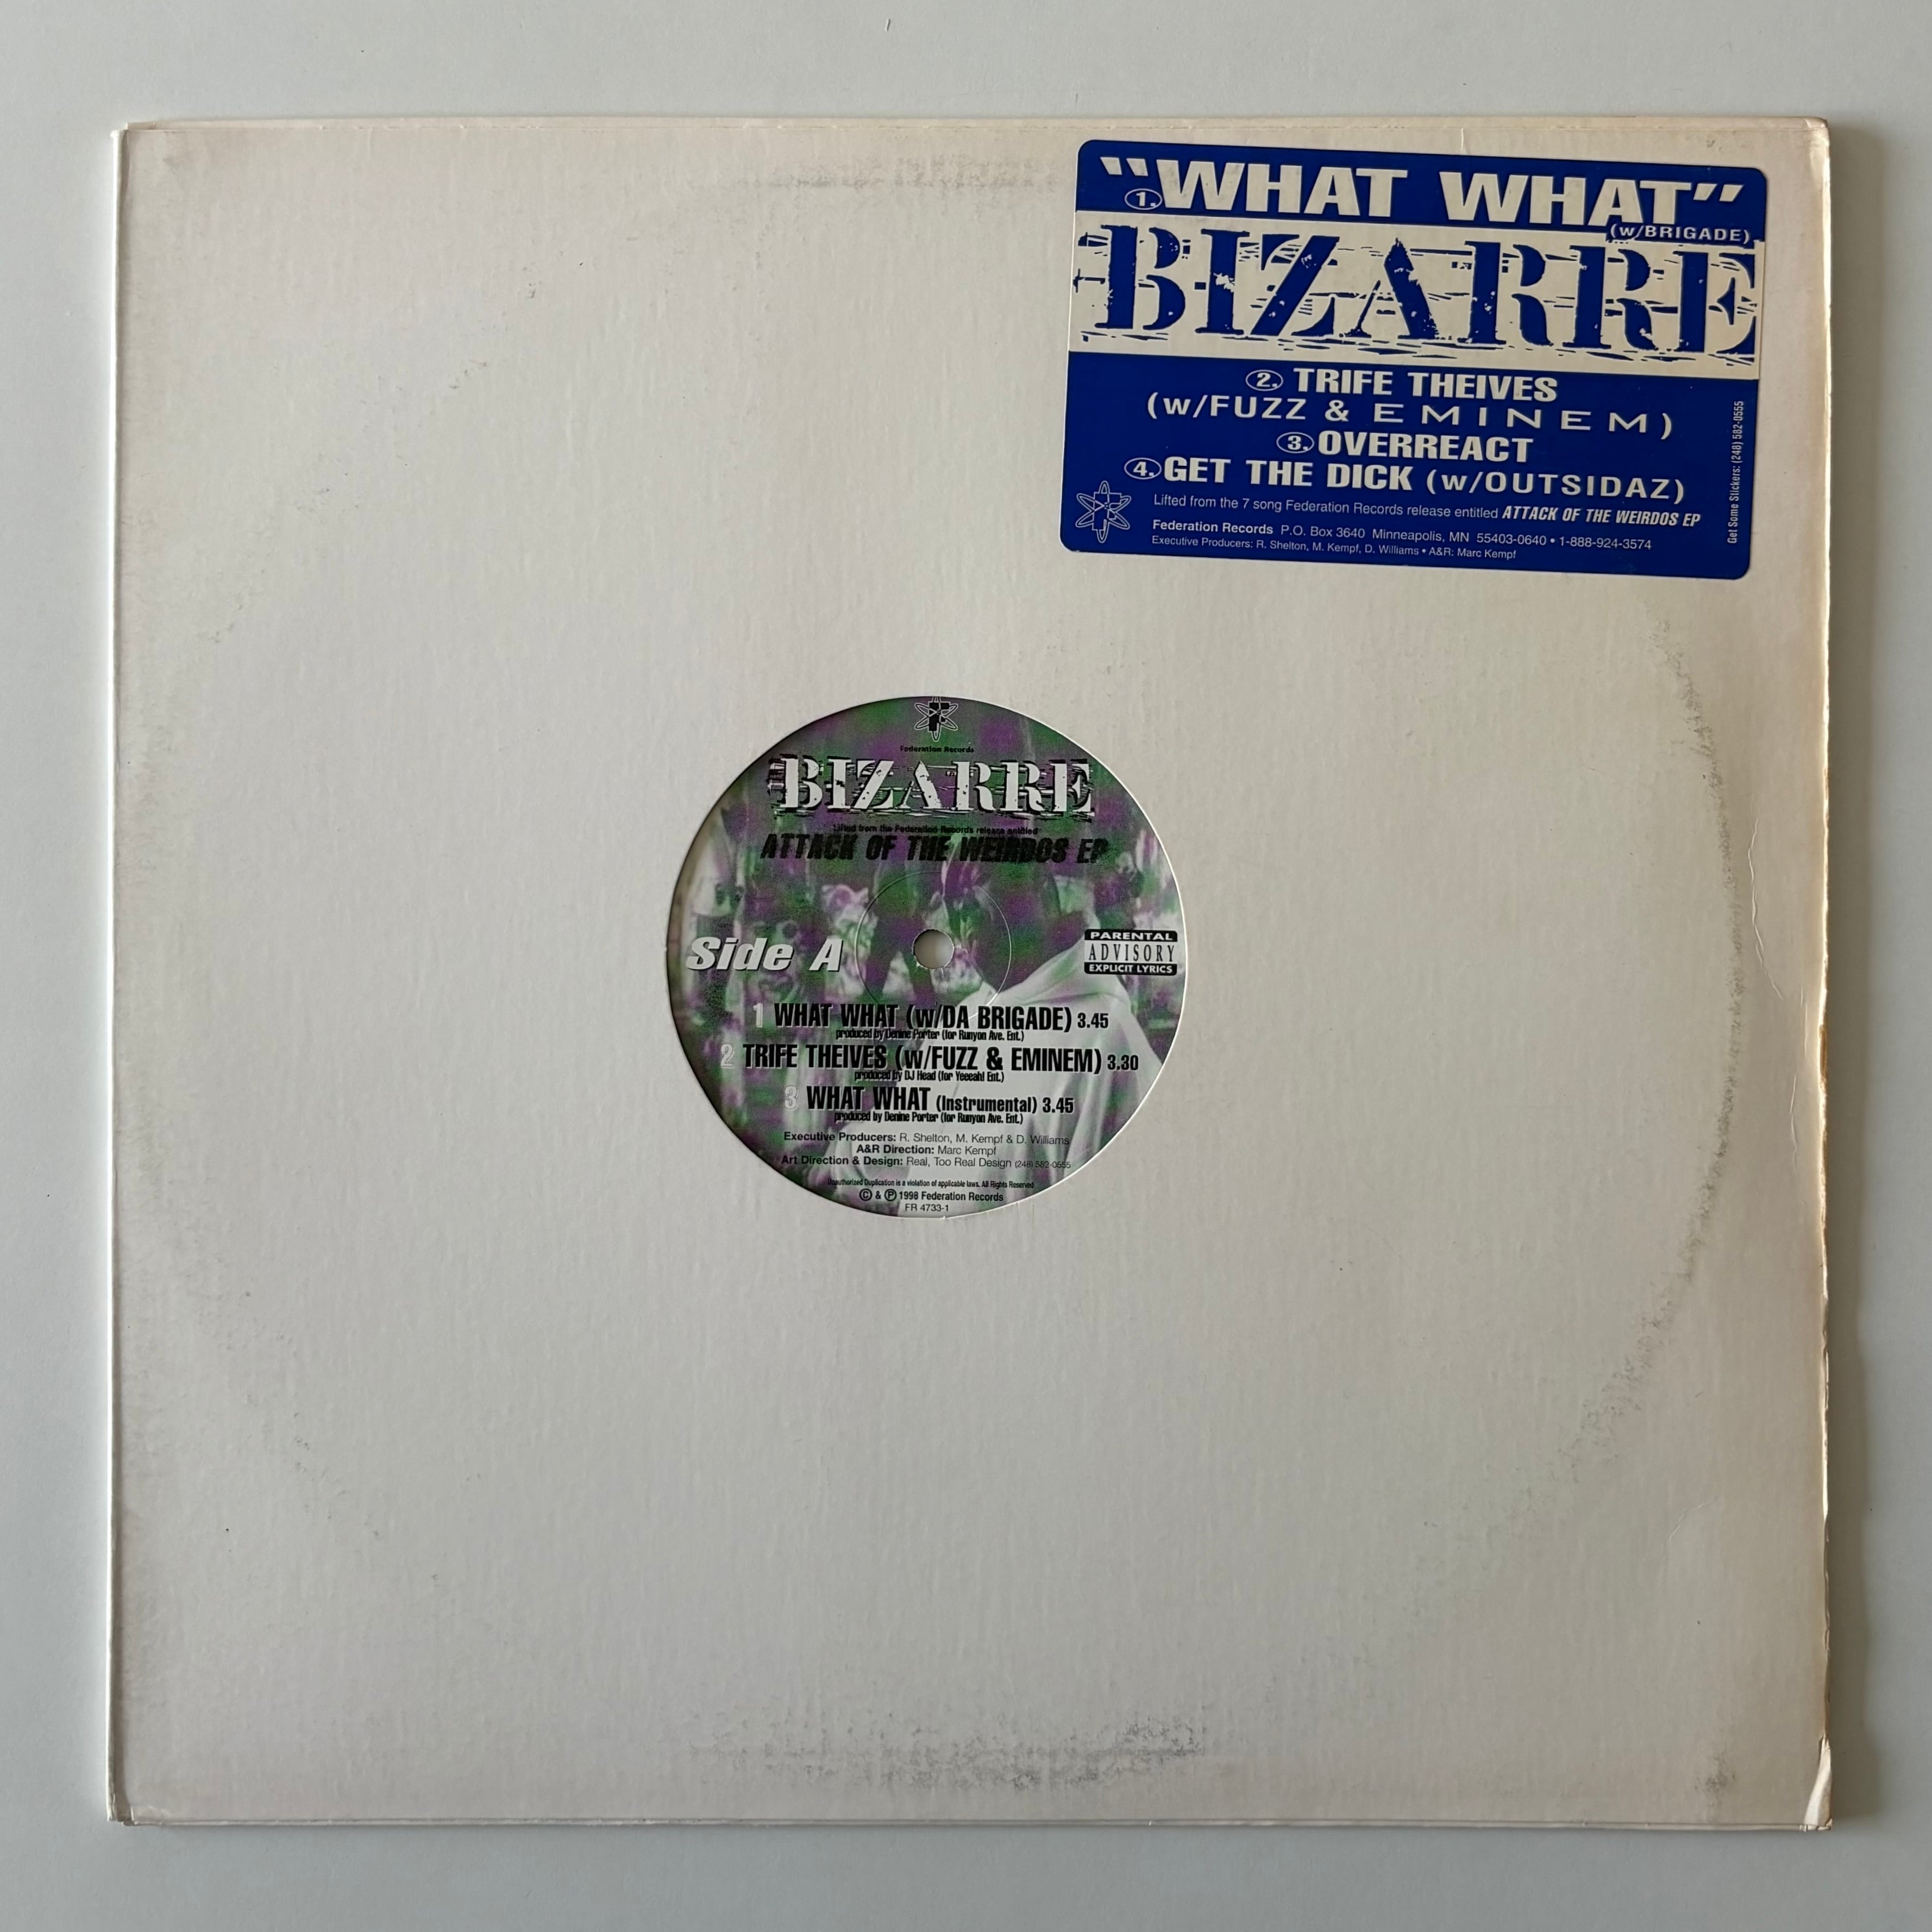 "WHAT WHAT"
1.
(w/BRIGADE)
BIZARRE
2. TRIFE THEIVES
(w/FUZZ & EMINEM)
3. OVERREACT
4. GET THE DICK (w/OUTSIDAZ)
Lifted from the 7 song Federation Records release entitled ATTACK OF THE WEIRDOS EP
Federation Records P.O. Box 3640 Minneapolis, MN 55403-0640 • 1-888-924-3574
Executive Producers: R. Shelton, M. Kempf, D. Williams • A&R: Marc Kempf
Get Some Stickers: (248) 582-0555
Federation Records
BIZARRE
Lifted from the Federation Records release entitled
ATTACK OF THE WEIRDOS EP
Side A
PARENTAL
ADVISORY
EXPLICIT LYRICS
1 WHAT WHAT (w/DA BRIGADE) 3.45
produced by Denine Porter (for Runyon Ave. Ent.)
2 TRIFE THEIVES (w/FUZZ & EMINEM) 3.30
produced by DJ Head (for Yeeeah! Ent.)
3 WHAT WHAT (Instrumental) 3.45
produced by Denine Porter (for Runyon Ave. Ent.)
Executive Producers: R. Shelton, M. Kempf & D. Williams
A&R Direction: Marc Kempf
Art Direction & Design: Real, Too Real Design (248) 582-0555
Unauthorized Duplication is a violation of applicable laws. All Rights Reserved
© & ℗ 1998 Federation Records
FR 4733-1